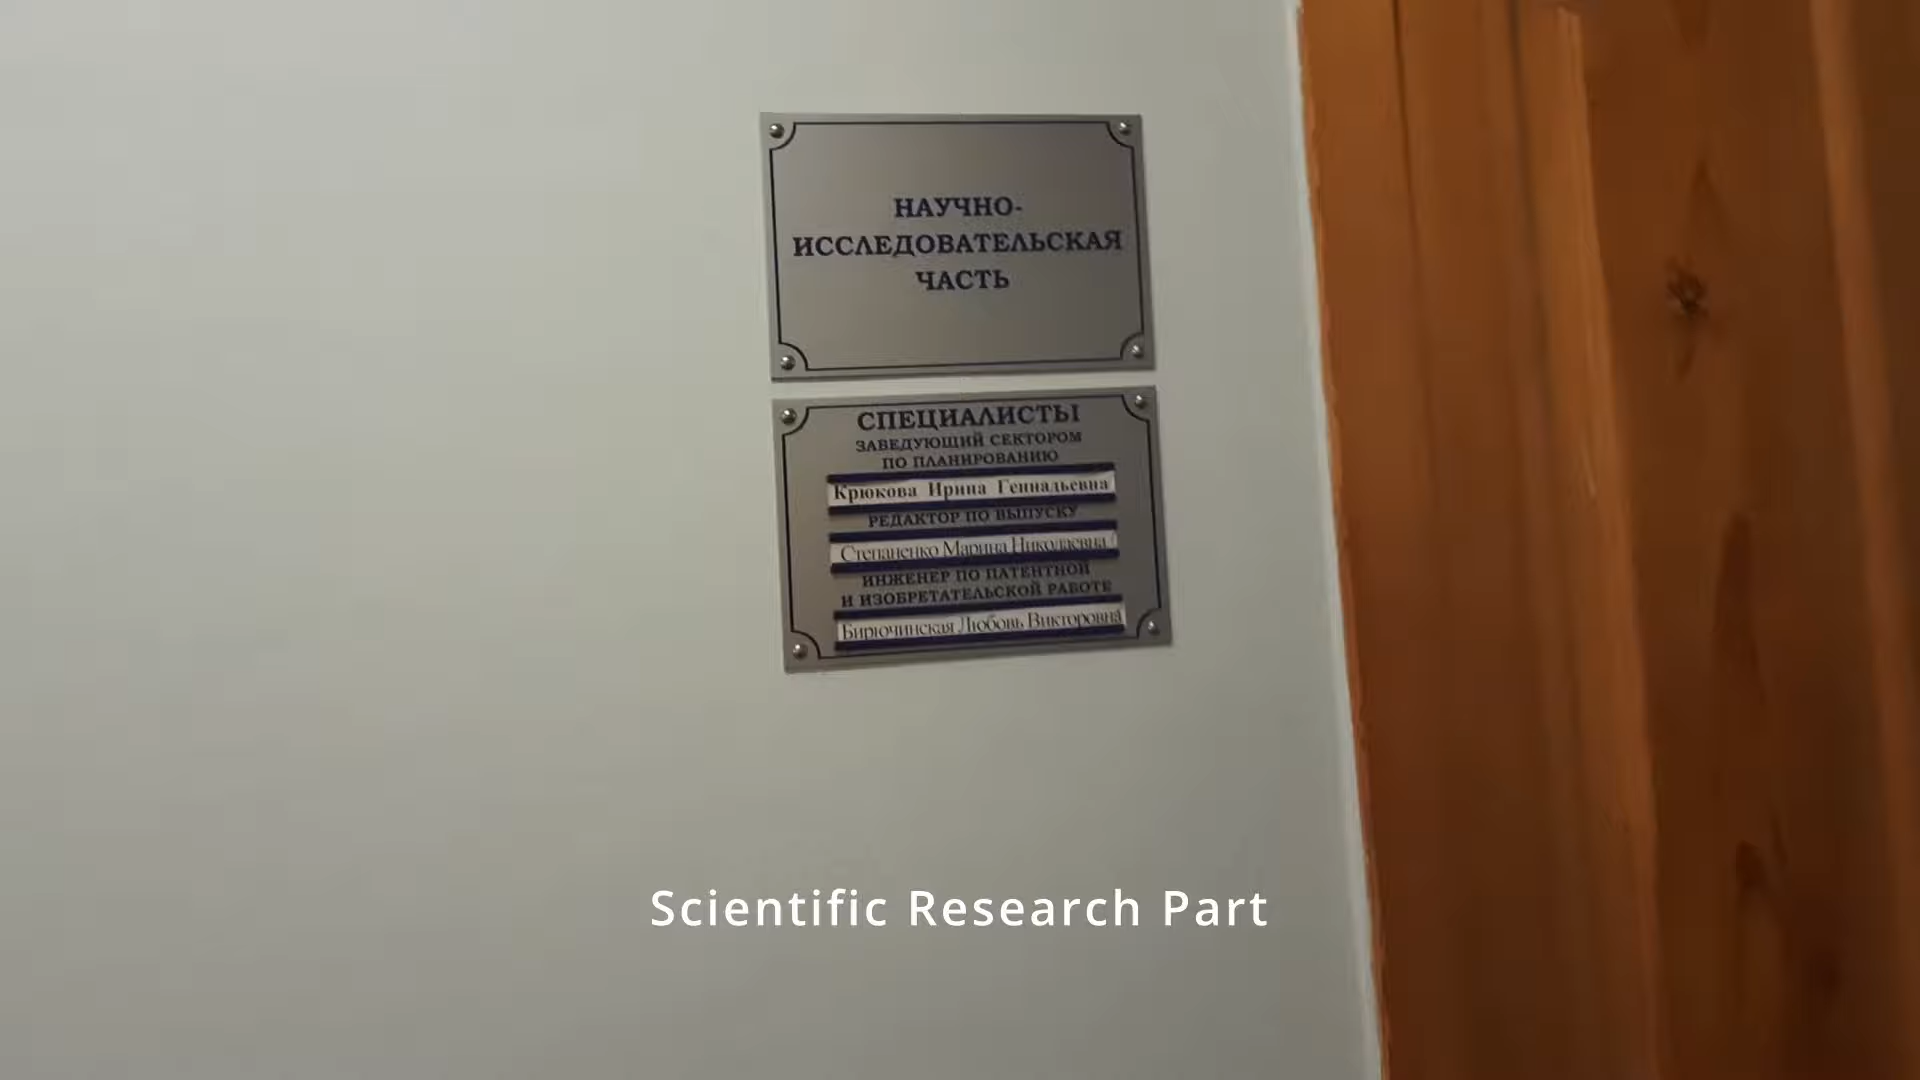 НАУЧНО-
ИССЛЕДОВАТЕЛЬСКАЯ
ЧАСТЬ
СПЕЦИАЛИСТЫ
ЗАВЕДУЮЩИЙ СЕКТОРОМ
ПО ПЛАНИРОВАНИЮ
Крюкова Ирина Геннадьевна
РЕДАКТОР ПО ВЫПУСКУ
Степаненко Марина Николаевна
ИНЖЕНЕР ПО ПАТЕНТНОЙ
И ИЗОБРЕТАТЕЛЬСКОЙ РАБОТЕ
Бирючинская Любовь Викторовна
Scientific Research Part